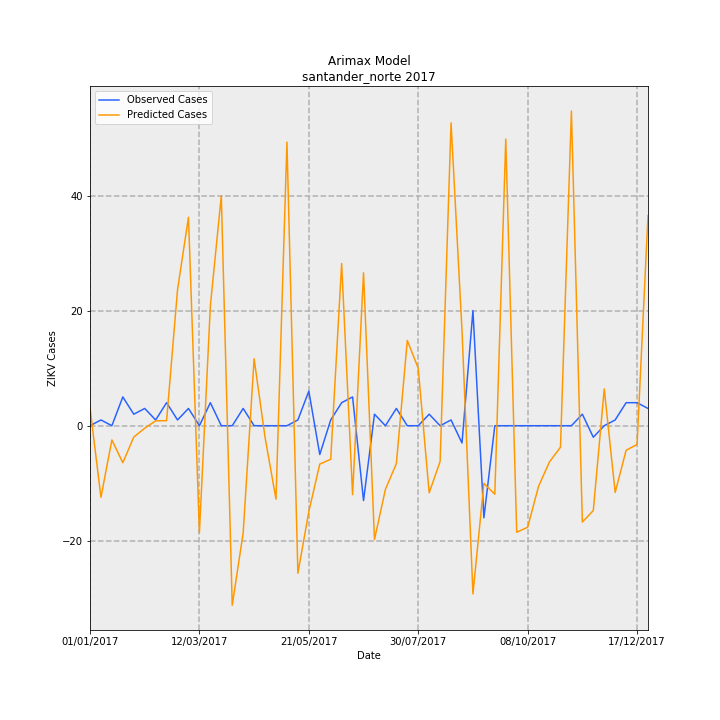 Arimax Model
santander_norte 2017
Observed Cases
Predicted Cases
40
20
0
−20
ZIKV Cases
01/01/2017 12/03/2017 21/05/2017 30/07/2017 08/10/2017 17/12/2017
Date